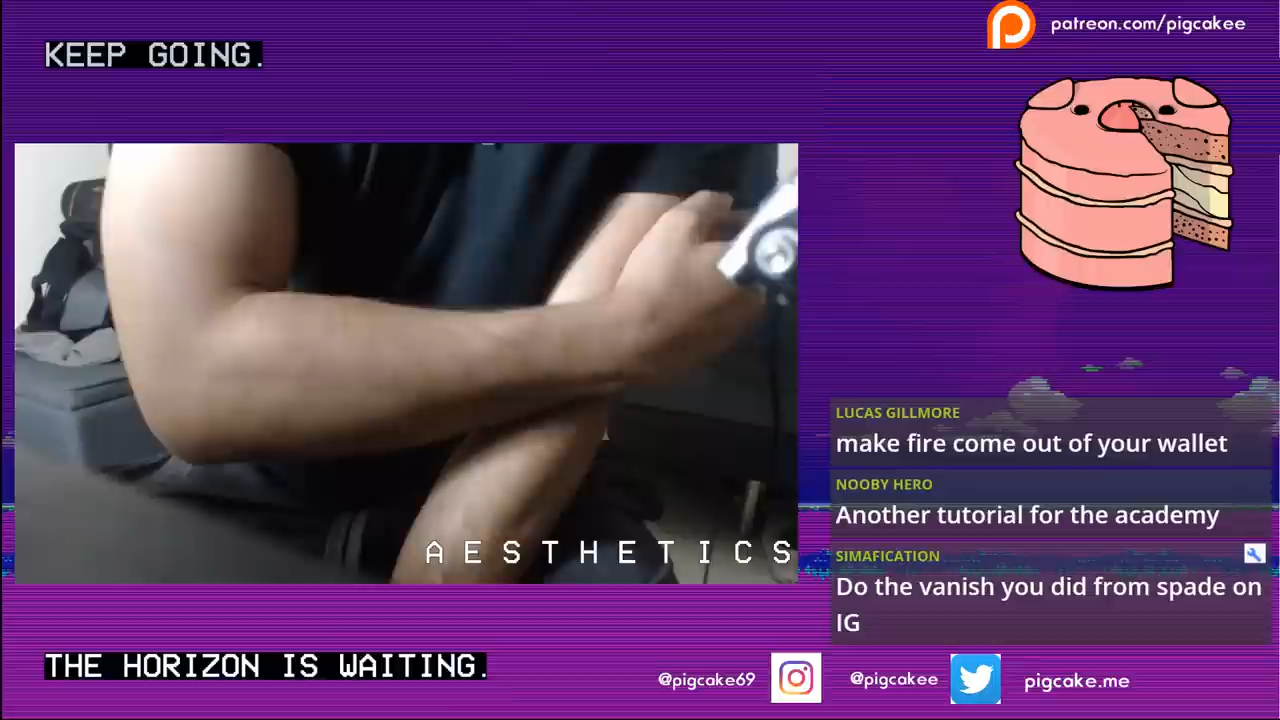 KEEP GOING.
patreon.com/pigcakee
LUCAS GILLMORE
make fire come out of your wallet
NOOBY HERO
Another tutorial for the academy
SIMAFICATION
Do the vanish you did from spade on
IG
A E S T H E T I C S
THE HORIZON IS WAITING.
@pigcake69
@pigcakee
pigcake.me